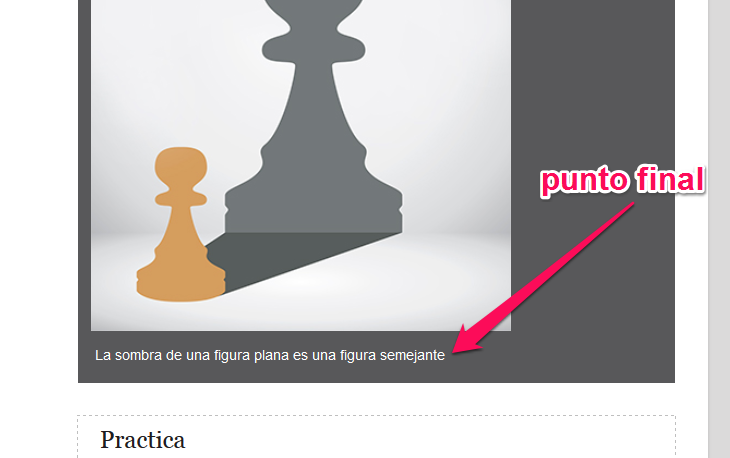 punto final
La sombra de una figura plana es una figura semejante
Practica